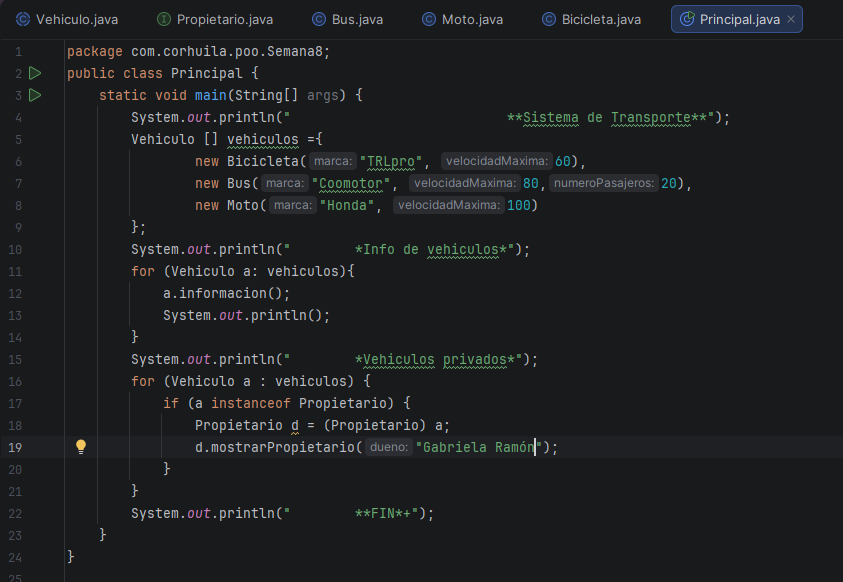 Vehiculo.java Propietario.java Bus.java Moto.java Bicicleta.java Principal.java
1 package com.corhuila.poo.Semana8;
2 public class Principal {
3 static void main(String[] args) {
4 System.out.println("                           **Sistema de Transporte**");
5 Vehiculo [] vehiculos ={
6 new Bicicleta( marca: "TRLpro", velocidadMaxima: 60),
7 new Bus( marca: "Coomotor", velocidadMaxima: 80, numeroPasajeros: 20),
8 new Moto( marca: "Honda", velocidadMaxima: 100)
9 };
10 System.out.println("        *Info de vehiculos*");
11 for (Vehiculo a: vehiculos){
12 a.informacion();
13 System.out.println();
14 }
15 System.out.println("        *Vehiculos privados*");
16 for (Vehiculo a : vehiculos) {
17 if (a instanceof Propietario) {
18 Propietario d = (Propietario) a;
19 d.mostrarPropietario( dueno: "Gabriela Ramón");
20 }
21 }
22 System.out.println("        **FIN*+");
23 }
24 }
25